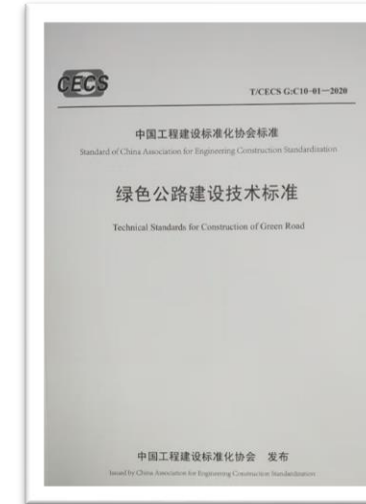 CECS
T/CECS G:C10-01—2020
中国工程建设标准化协会标准
Standard of China Association for Engineering Construction Standardization
绿色公路建设技术标准
Technical Standards for Construction of Green Road
中国工程建设标准化协会 发布
Issued by China Association for Engineering Construction Standardization